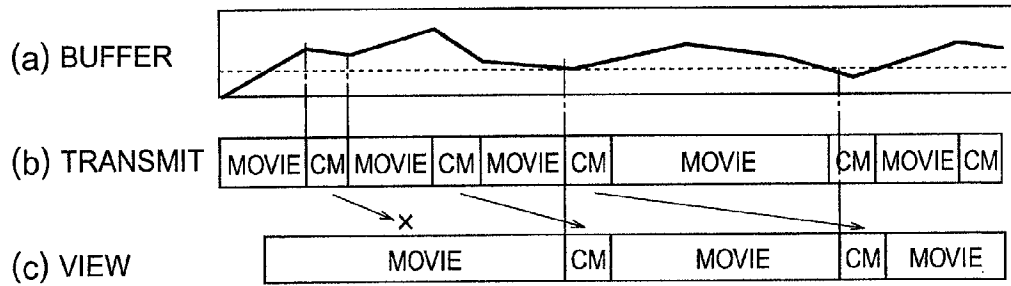 (a) BUFFER
(b) TRANSMIT MOVIE CM MOVIE CM MOVIE CM MOVIE CM MOVIE CM
×
(c) VIEW MOVIE CM MOVIE CM MOVIE